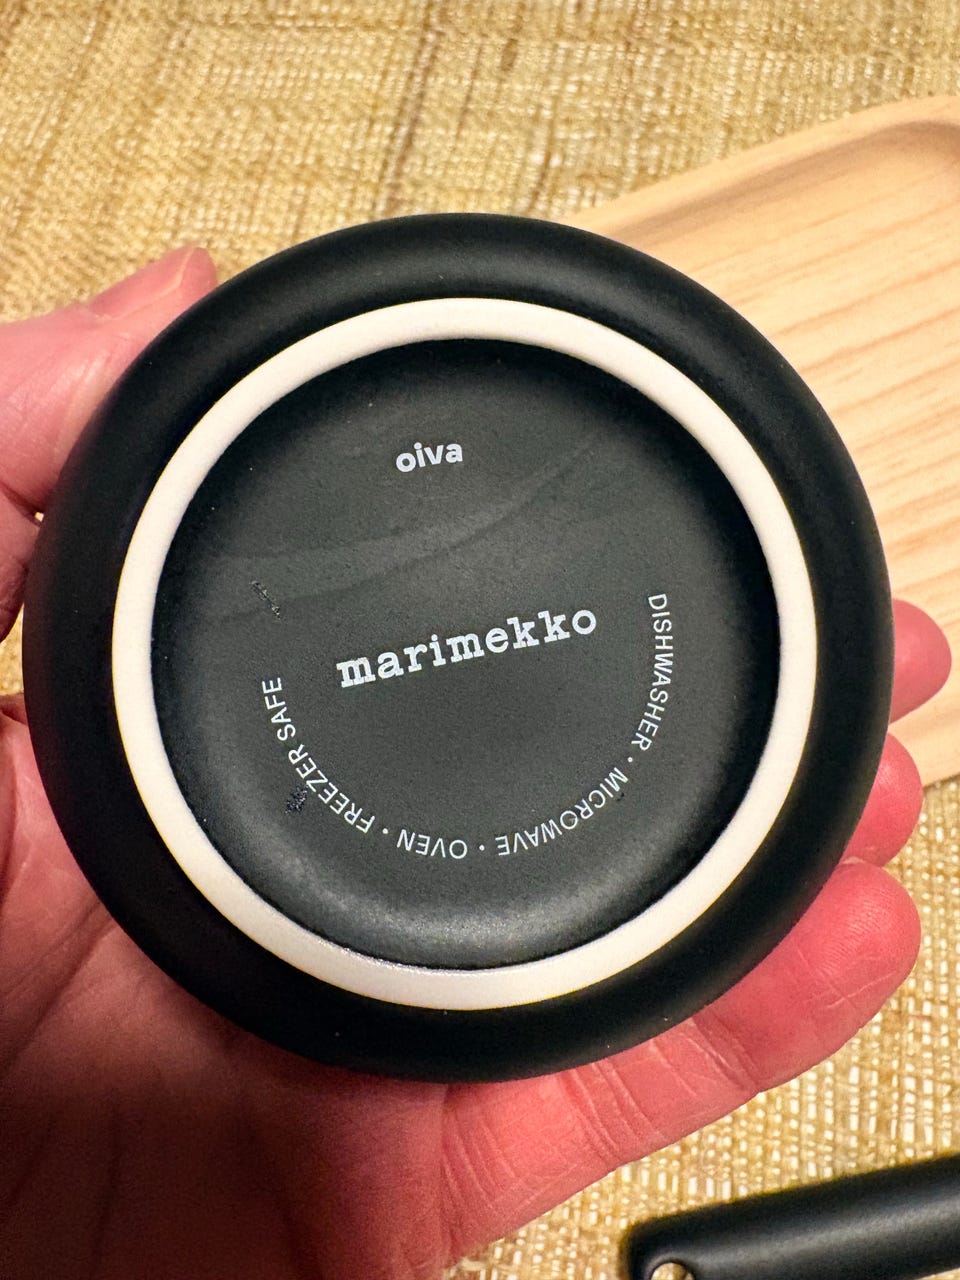 oiva
marimekko
DISHWASHER • MICROWAVE • OVEN • FREEZER SAFE